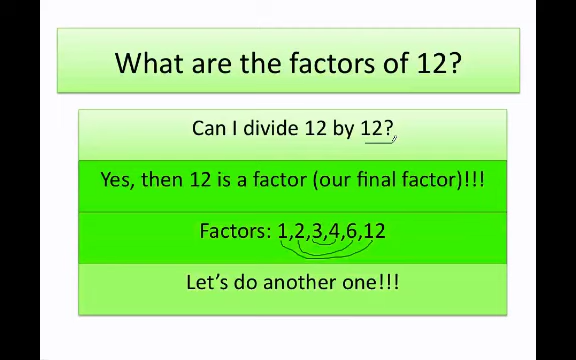 What are the factors of 12?
Can I divide 12 by 12?
Yes, then 12 is a factor (our final factor)!!!
Factors: 1,2,3,4,6,12
Let's do another one!!!